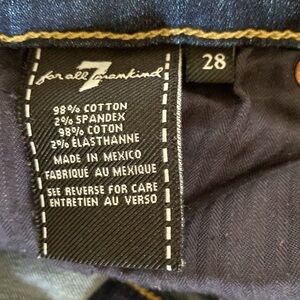 7
for all mankind
28
98% COTTON
2% SPANDEX
98% COTON
2% ÉLASTHANNE
MADE IN MEXICO
FABRIQUÉ AU MEXIQUE
SEE REVERSE FOR CARE
ENTRETIEN AU VERSO